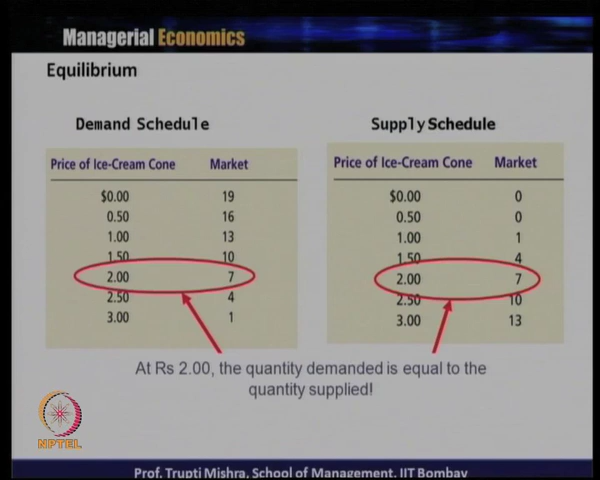 Managerial Economics
Equilibrium
Demand Schedule
Price of Ice-Cream Cone Market
$0.00 19
0.50 16
1.00 13
1.50 10
2.00 7
2.50 4
3.00 1
Supply Schedule
Price of Ice-Cream Cone Market
$0.00 0
0.50 0
1.00 1
1.50 4
2.00 7
2.50 10
3.00 13
At Rs 2.00, the quantity demanded is equal to the
quantity supplied!
NPTEL
Prof. Trupti Mishra, School of Management, IIT Bombay